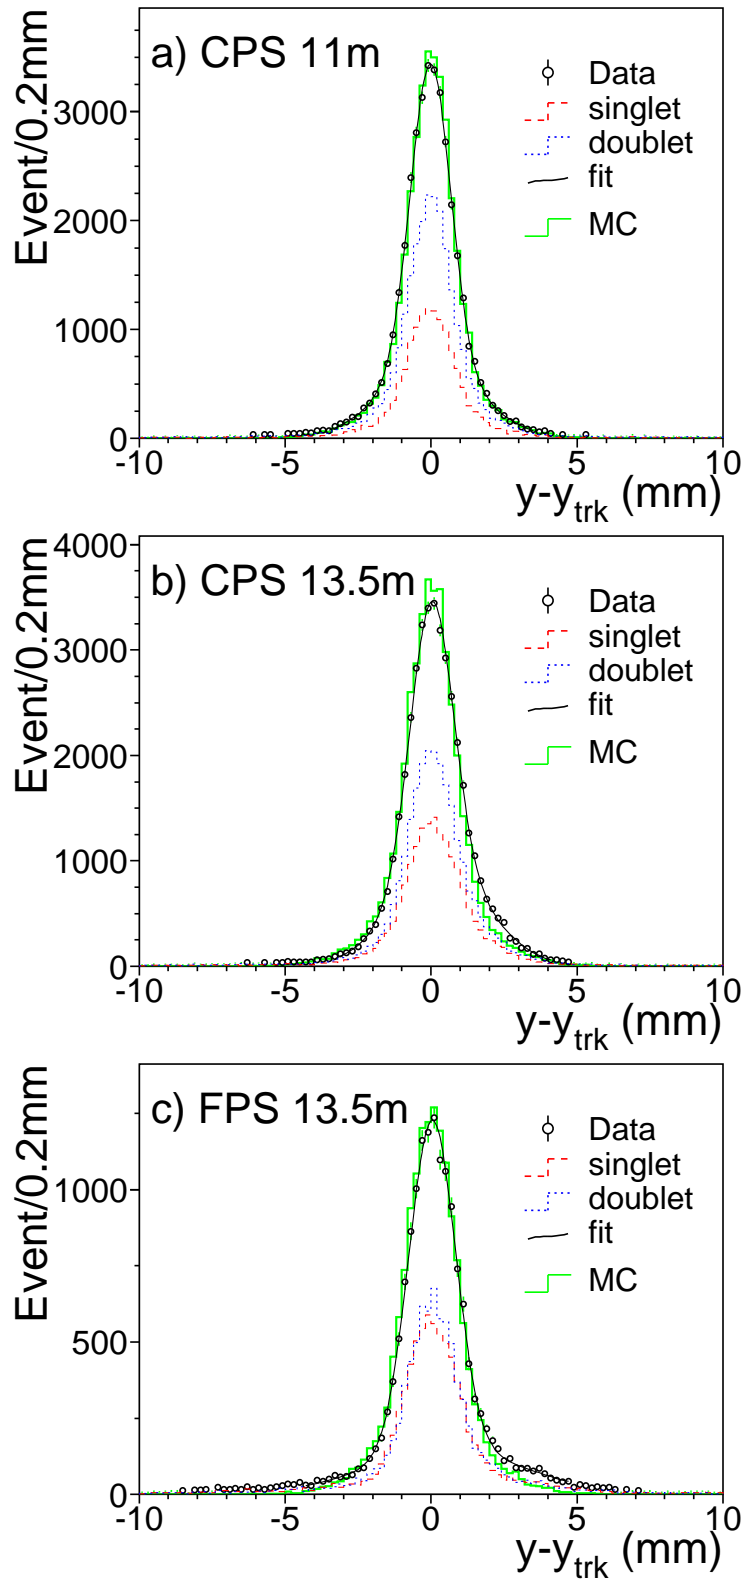 a) CPS 11m
Data
singlet
doublet
fit
MC
Event/0.2mm
3000
2000
1000
0
-10 -5 0 5 10
y-y_trk (mm)
b) CPS 13.5m
Data
singlet
doublet
fit
MC
Event/0.2mm
4000
3000
2000
1000
0
-10 -5 0 5 10
y-y_trk (mm)
c) FPS 13.5m
Data
singlet
doublet
fit
MC
Event/0.2mm
1000
500
0
-10 -5 0 5 10
y-y_trk (mm)